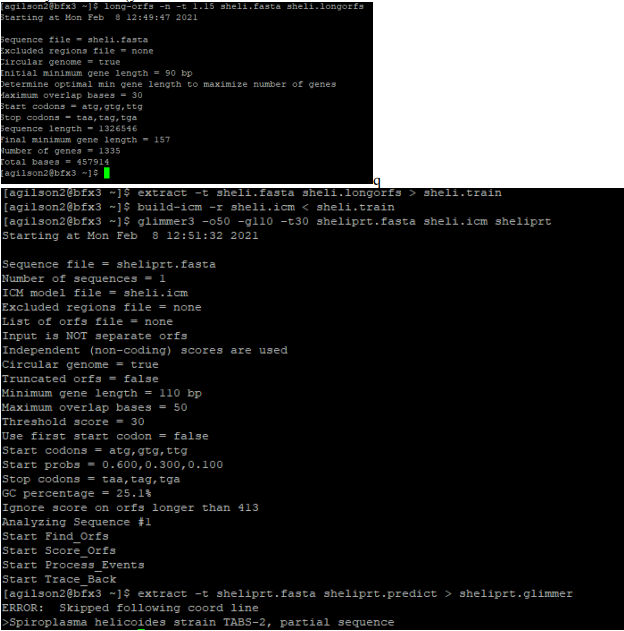 [agilson2@bfx3 ~]$ long-orfs -n -t 1.15 sheli.fasta sheli.longorfs
Starting at Mon Feb  8 12:49:47 2021
Sequence file = sheli.fasta
Excluded regions file = none
Circular genome = true
Initial minimum gene length = 90 bp
Determine optimal min gene length to maximize number of genes
Maximum overlap bases = 30
Start codons = atg,gtg,ttg
Stop codons = taa,tag,tga
Sequence length = 1326546
Final minimum gene length = 157
Number of genes = 1335
Total bases = 457914
[agilson2@bfx3 ~]$
q
[agilson2@bfx3 ~]$ extract -t sheli.fasta sheli.longorfs > sheli.train
[agilson2@bfx3 ~]$ build-icm -r sheli.icm < sheli.train
[agilson2@bfx3 ~]$ glimmer3 -o50 -g110 -t30 sheliprt.fasta sheli.icm sheliprt
Starting at Mon Feb  8 12:51:32 2021
Sequence file = sheliprt.fasta
Number of sequences = 1
ICM model file = sheli.icm
Excluded regions file = none
List of orfs file = none
Input is NOT separate orfs
Independent (non-coding) scores are used
Circular genome = true
Truncated orfs = false
Minimum gene length = 110 bp
Maximum overlap bases = 50
Threshold score = 30
Use first start codon = false
Start codons = atg,gtg,ttg
Start probs = 0.600,0.300,0.100
Stop codons = taa,tag,tga
GC percentage = 25.1%
Ignore score on orfs longer than 413
Analyzing Sequence #1
Start Find_Orfs
Start Score_Orfs
Start Process_Events
Start Trace_Back
[agilson2@bfx3 ~]$ extract -t sheliprt.fasta sheliprt.predict > sheliprt.glimmer
ERROR:  Skipped following coord line
>Spiroplasma helicoides strain TABS-2, partial sequence